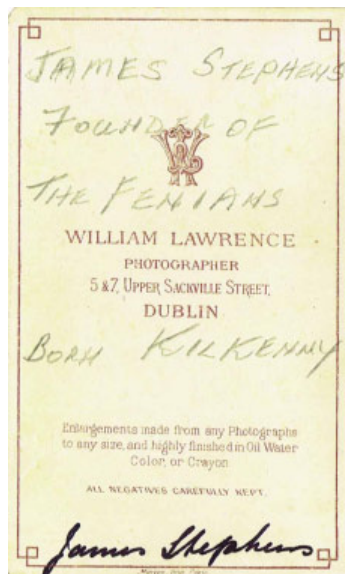 JAMES STEPHENS
FOUNDER OF
THE FENIANS
WILLIAM LAWRENCE
PHOTOGRAPHER
5 & 7, UPPER SACKVILLE STREET,
DUBLIN
BORN KILKENNY
Enlargements made from any Photographs
to any size, and highly finished in Oil Water
Color, or Crayon
ALL NEGATIVES CAREFULLY KEPT.
James Stephens